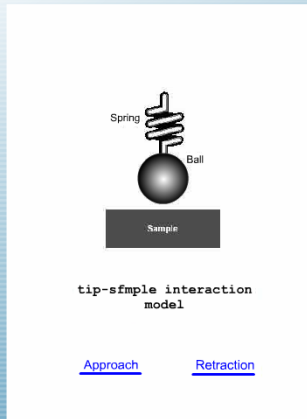 Spring
Ball
Sample
tip-sfmple interaction
model
Approach Retraction